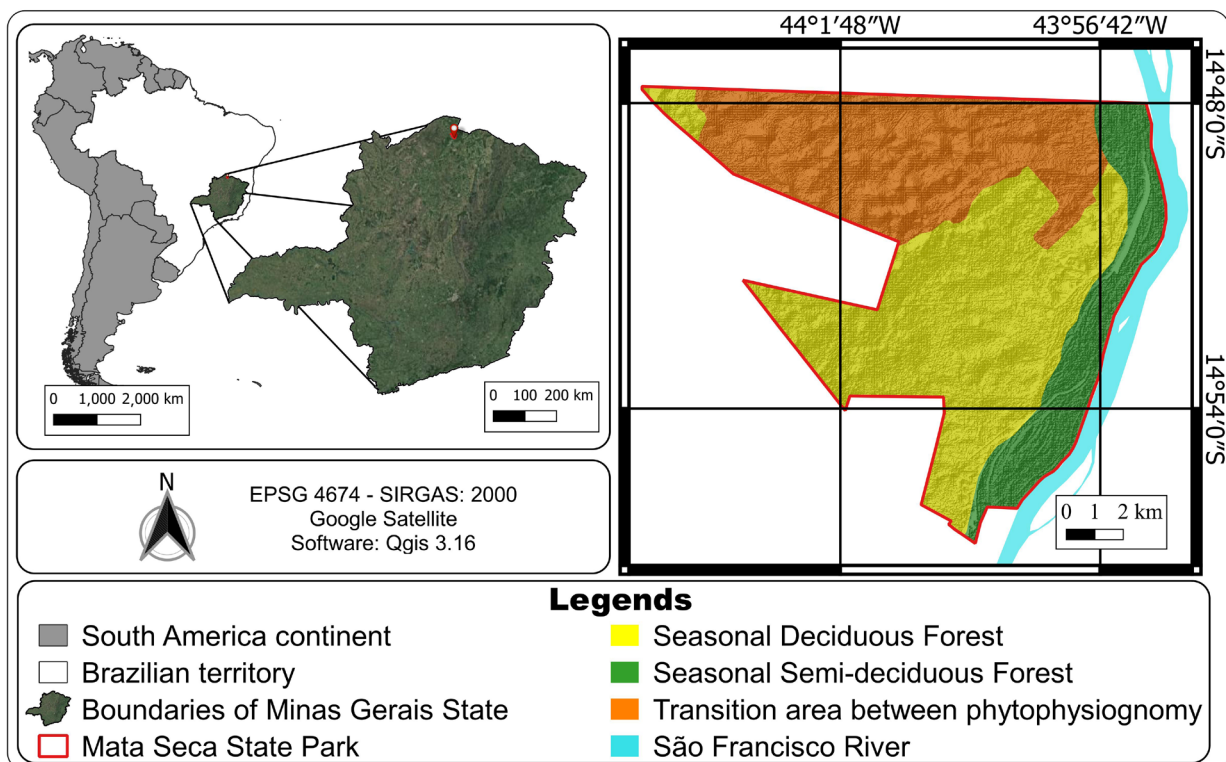 44°1'48"W 43°56'42"W
14°48'0"S
14°54'0"S
0 1,000 2,000 km
0 100 200 km
0 1 2 km
N
EPSG 4674 - SIRGAS: 2000
Google Satellite
Software: Qgis 3.16
Legends
South America continent
Brazilian territory
Boundaries of Minas Gerais State
Mata Seca State Park
Seasonal Deciduous Forest
Seasonal Semi-deciduous Forest
Transition area between phytophysiognomy
São Francisco River